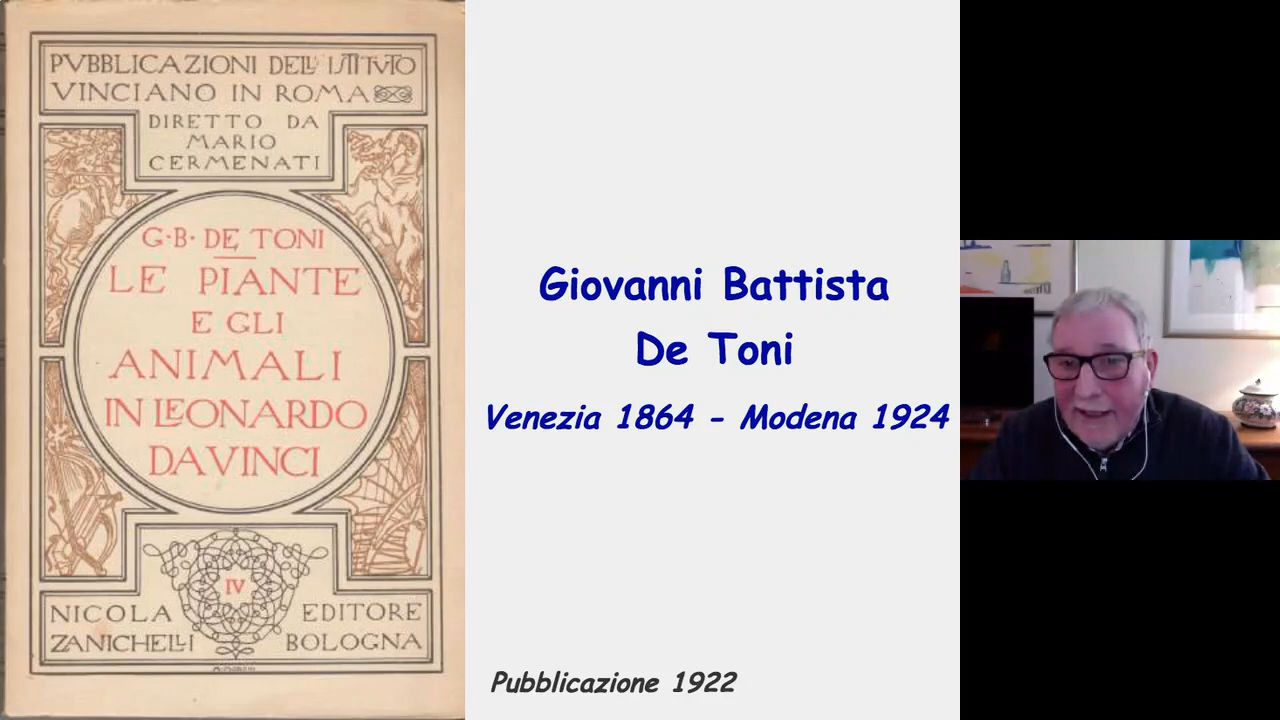 PVBBLICAZIONI DELL' ISTITVTO
VINCIANO IN ROMA
DIRETTO DA
MARIO
CERMENATI
G·B· DE TONI
LE PIANTE
E GLI
ANIMALI
IN LEONARDO
DA VINCI
IV
NICOLA
ZANICHELLI
EDITORE
BOLOGNA
Giovanni Battista
De Toni
Venezia 1864 - Modena 1924
Pubblicazione 1922